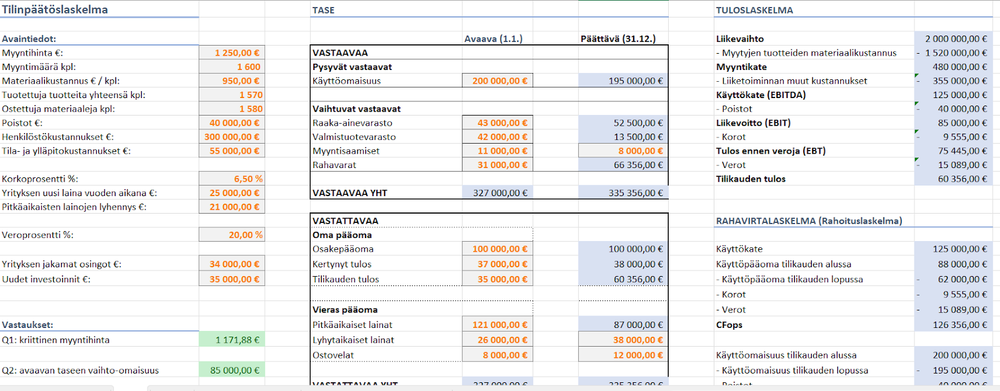 Tilinpäätöslaskelma
Avaintiedot:
Myyntihinta €: 1 250,00 €
Myyntimäärä kpl: 1 600
Materiaalikustannus € / kpl: 950,00 €
Tuotettuja tuotteita yhteensä kpl: 1 570
Ostettuja materiaaleja kpl: 1 580
Poistot €: 40 000,00 €
Henkilöstökustannukset €: 300 000,00 €
Tila- ja ylläpitokustannukset €: 55 000,00 €
Korkoprosentti %: 6,50 %
Yrityksen uusi laina vuoden aikana €: 25 000,00 €
Pitkäaikaisten lainojen lyhennys €: 21 000,00 €
Veroprosentti %: 20,00 %
Yrityksen jakamat osingot €: 34 000,00 €
Uudet investoinnit €: 35 000,00 €
Vastaukset:
Q1: kriittinen myyntihinta 1 171,88 €
Q2: avaavan taseen vaihto-omaisuus 85 000,00 €
TASE
Avaava (1.1.) Päättävä (31.12.)
VASTAAVAA
Pysyvät vastaavat
Käyttöomaisuus 200 000,00 € 195 000,00 €
Vaihtuvat vastaavat
Raaka-ainevarasto 43 000,00 € 52 500,00 €
Valmistuotevarasto 42 000,00 € 13 500,00 €
Myyntisaamiset 11 000,00 € 8 000,00 €
Rahavarat 31 000,00 € 66 356,00 €
VASTAAVAA YHT 327 000,00 € 335 356,00 €
VASTATTAVAA
Oma pääoma
Osakepääoma 100 000,00 € 100 000,00 €
Kertynyt tulos 37 000,00 € 38 000,00 €
Tilikauden tulos 35 000,00 € 60 356,00 €
Vieras pääoma
Pitkäaikaiset lainat 121 000,00 € 87 000,00 €
Lyhytaikaiset lainat 26 000,00 € 38 000,00 €
Ostovelat 8 000,00 € 12 000,00 €
VASTATTAVAA YHT 327 000,00 € 335 356,00 €
TULOSLASKELMA
Liikevaihto 2 000 000,00 €
- Myytyjen tuotteiden materiaalikustannus - 1 520 000,00 €
Myyntikate 480 000,00 €
- Liiketoiminnan muut kustannukset - 355 000,00 €
Käyttökate (EBITDA) 125 000,00 €
- Poistot - 40 000,00 €
Liikevoitto (EBIT) 85 000,00 €
- Korot - 9 555,00 €
Tulos ennen veroja (EBT) 75 445,00 €
- Verot - 15 089,00 €
Tilikauden tulos 60 356,00 €
RAHAVIRTALASKELMA (Rahoituslaskelma)
Käyttökate 125 000,00 €
Käyttöpääoma tilikauden alussa 88 000,00 €
- Käyttöpääoma tilikauden lopussa - 62 000,00 €
- Korot - 9 555,00 €
- Verot - 15 089,00 €
CFops 126 356,00 €
Käyttöomaisuus tilikauden alussa 200 000,00 €
- Käyttöomaisuus tilikauden lopussa - 195 000,00 €
- Poistot - 40 000,00 €